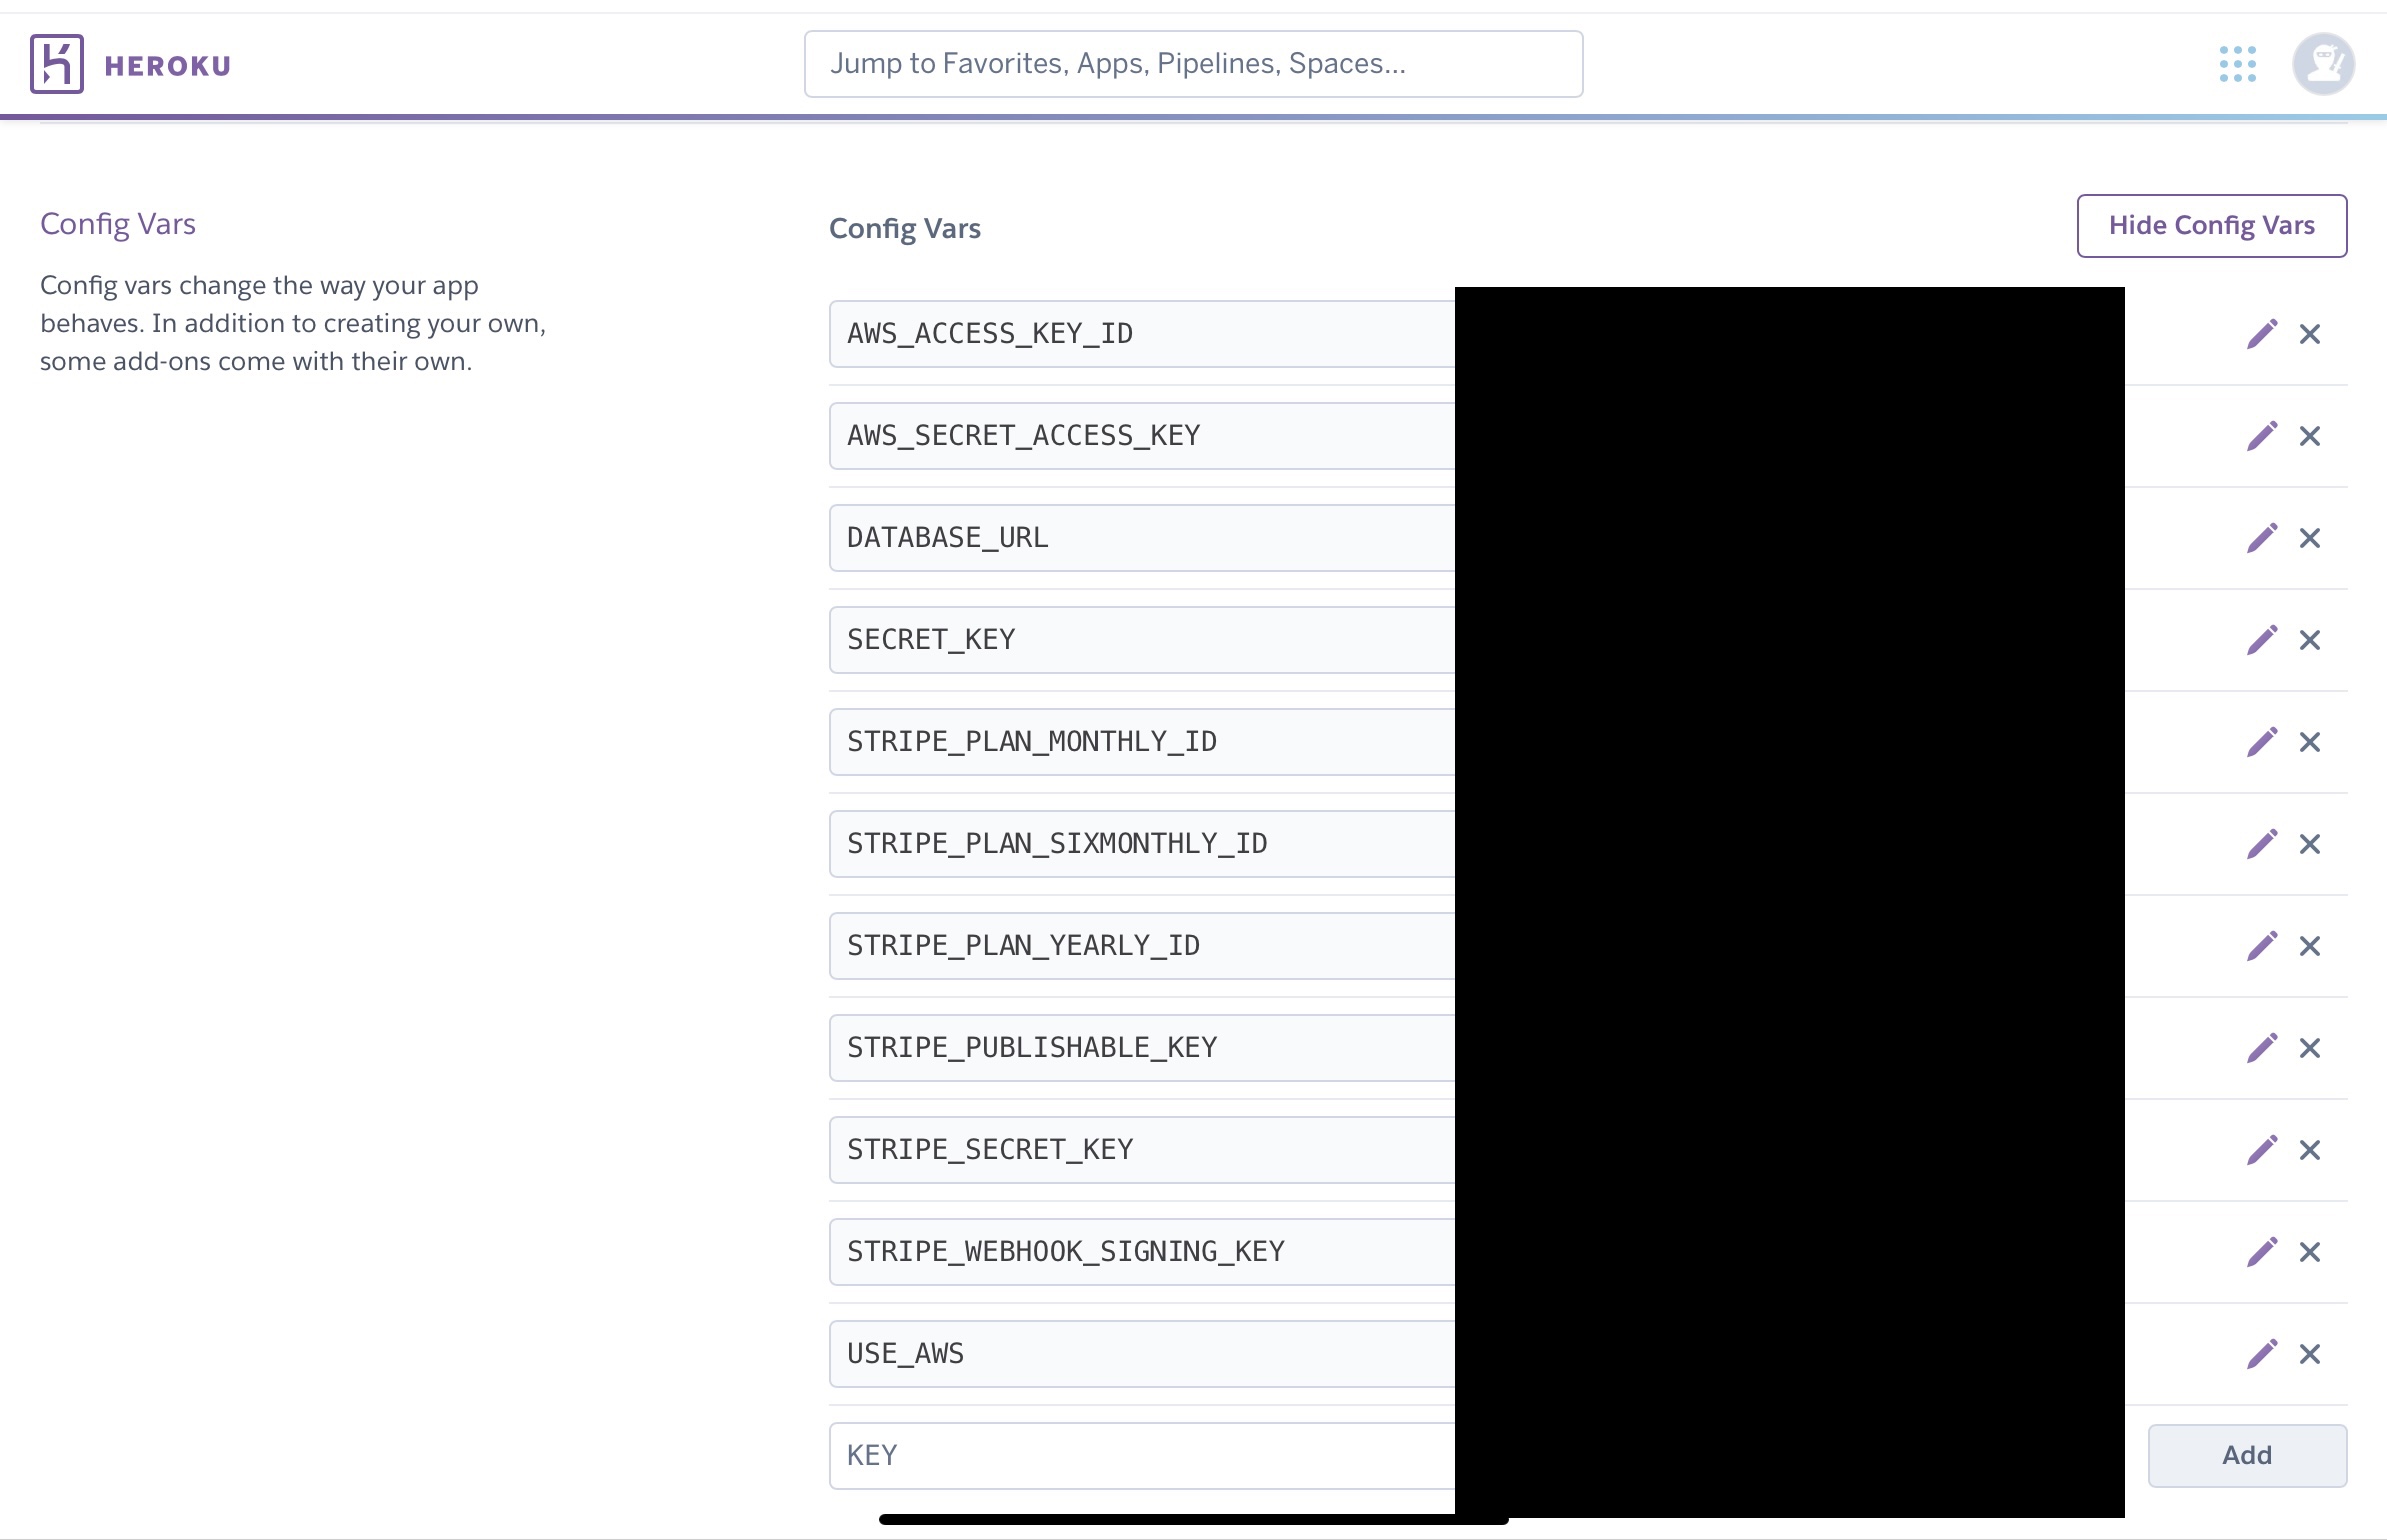 HEROKU
Jump to Favorites, Apps, Pipelines, Spaces...
Config Vars
Config vars change the way your app
behaves. In addition to creating your own,
some add-ons come with their own.
Config Vars
Hide Config Vars
AWS_ACCESS_KEY_ID
AWS_SECRET_ACCESS_KEY
DATABASE_URL
SECRET_KEY
STRIPE_PLAN_MONTHLY_ID
STRIPE_PLAN_SIXMONTHLY_ID
STRIPE_PLAN_YEARLY_ID
STRIPE_PUBLISHABLE_KEY
STRIPE_SECRET_KEY
STRIPE_WEBHOOK_SIGNING_KEY
USE_AWS
KEY
Add